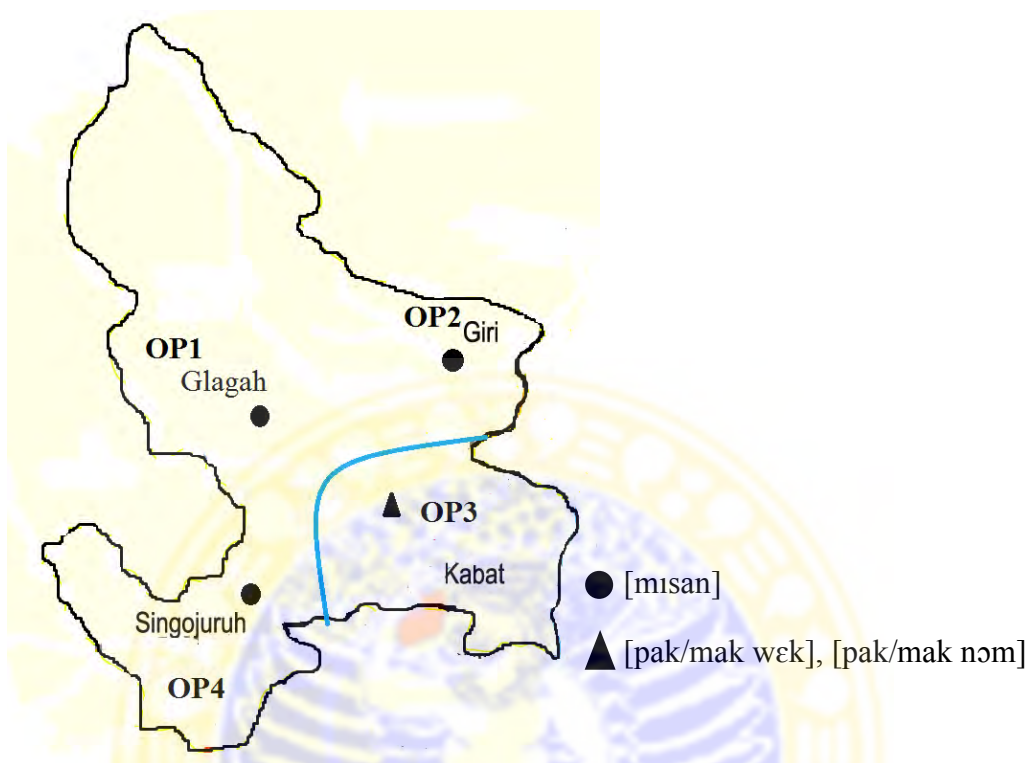 OP2 Giri
OP1
Glagah
OP3
Kabat
[mɪsan]
Singojuruh
[pak/mak wɛk], [pak/mak nɔm]
OP4